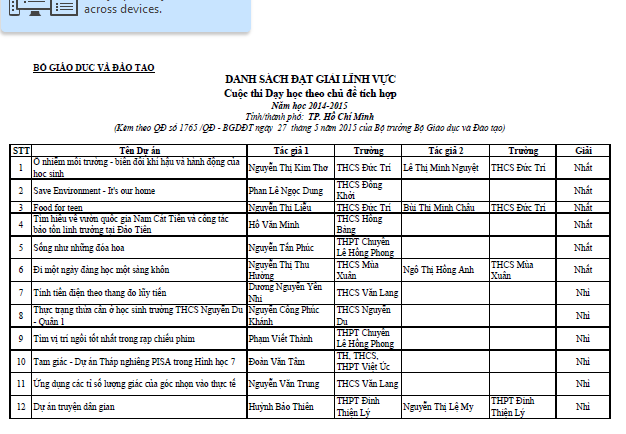 across devices.
BỘ GIÁO DỤC VÀ ĐÀO TẠO
DANH SÁCH ĐẠT GIẢI LĨNH VỰC
Cuộc thi Dạy học theo chủ đề tích hợp
Năm học 2014-2015
Tỉnh/thành phố: TP. Hồ Chí Minh
(Kèm theo QĐ số 1765 /QĐ - BGDĐT ngày 27 tháng 5 năm 2015 của Bộ trưởng Bộ Giáo dục và Đào tạo)
STT Tên Dự án Tác giả 1 Trường Tác giả 2 Trường Giải
1 Ô nhiễm môi trường - biến đổi khí hậu và hành động của học sinh Nguyễn Thị Kim Thơ THCS Đức Trí Lê Thị Minh Nguyệt THCS Đức Trí Nhất
2 Save Environment - It's our home Phan Lê Ngọc Dung THCS Đồng Khởi Nhất
3 Food for teen Nguyễn Thị Liễu THCS Đức Trí Bùi Thị Minh Châu THCS Đức Trí Nhất
4 Tìm hiểu về vườn quốc gia Nam Cát Tiên và công tác bảo tồn linh trưởng tại Đảo Tiên Hồ Văn Minh THCS Hồng Bàng Nhất
5 Sống như những đóa hoa Nguyễn Tấn Phúc THPT Chuyên Lê Hồng Phong Nhất
6 Đi một ngày đàng học một sàng khôn Nguyễn Thị Thu Hường THCS Mùa Xuân Ngô Thị Hồng Anh THCS Mùa Xuân Nhất
7 Tính tiền điện theo thang đo lũy tiến Dương Nguyễn Yên Nhi THCS Văn Lang Nhì
8 Thực trạng thừa cân ở học sinh trường THCS Nguyễn Du - Quận 1 Nguyễn Công Phúc Khánh THCS Nguyễn Du Nhì
9 Tìm vị trí ngồi tốt nhất trong rạp chiếu phim Phạm Viết Thành THPT Chuyên Lê Hồng Phong Nhì
10 Tam giác - Dự án Tháp nghiêng PISA trong Hình học 7 Đoàn Văn Tâm TH, THCS, THPT Việt Úc Nhì
11 Ứng dụng các tỉ số lượng giác của góc nhọn vào thực tế Nguyễn Văn Trung THCS Văn Lang Nhì
12 Dự án truyện dân gian Huỳnh Bảo Thiên THPT Đinh Thiện Lý Nguyễn Thị Lệ My THPT Đinh Thiện Lý Nhì